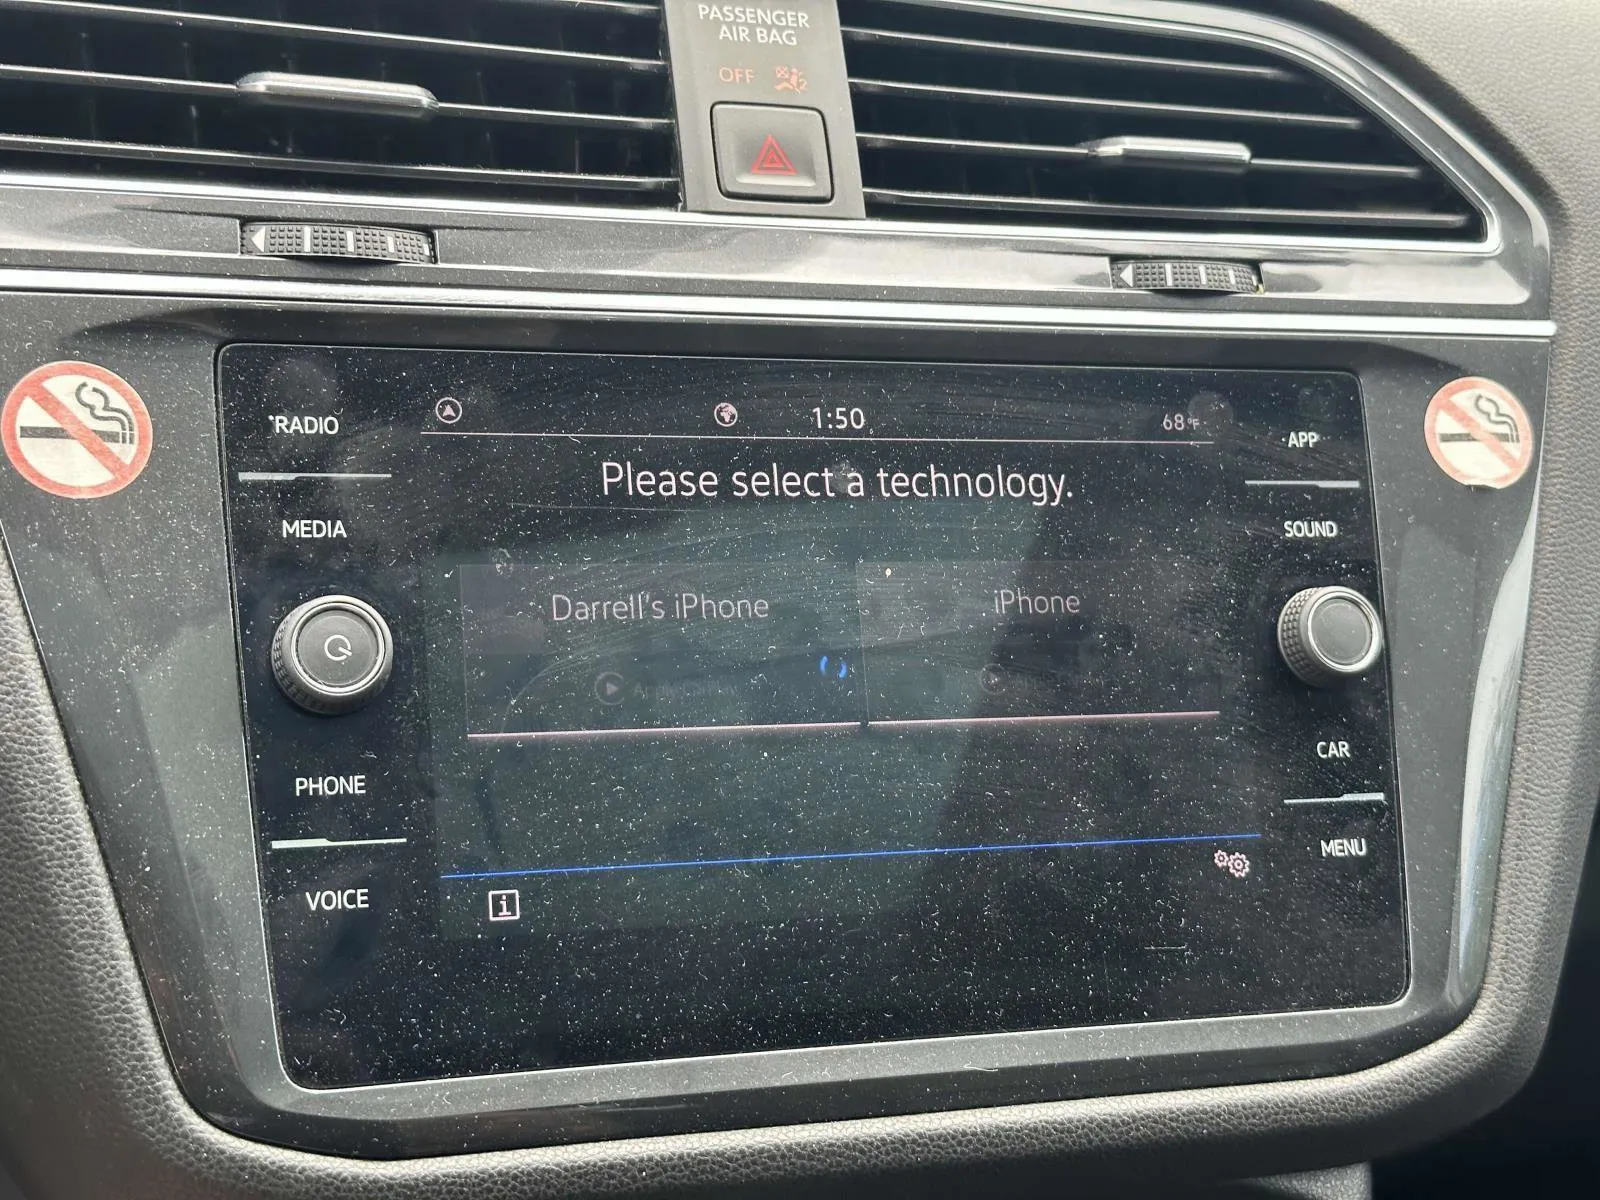 PASSENGER
AIR BAG
OFF
RADIO
1:50
68°F
APP
Please select a technology.
MEDIA
SOUND
Darrell's iPhone
iPhone
PHONE
CAR
VOICE
MENU